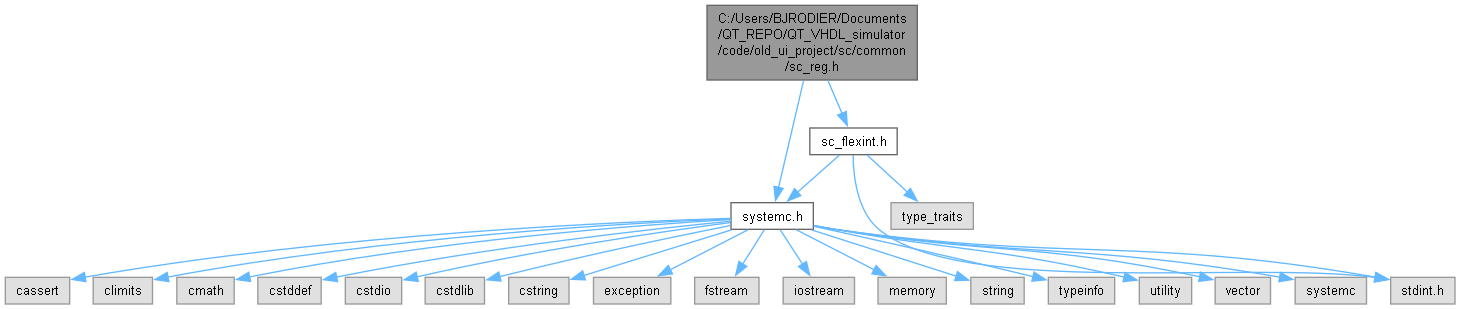 C:/Users/BJRODIER/Documents
/QT_REPO/QT_VHDL_simulator
/code/old_ui_project/sc/common
/sc_reg.h
sc_flexint.h
systemc.h
type_traits
cassert
climits
cmath
cstddef
cstdio
cstdlib
cstring
exception
fstream
iostream
memory
string
typeinfo
utility
vector
systemc
stdint.h